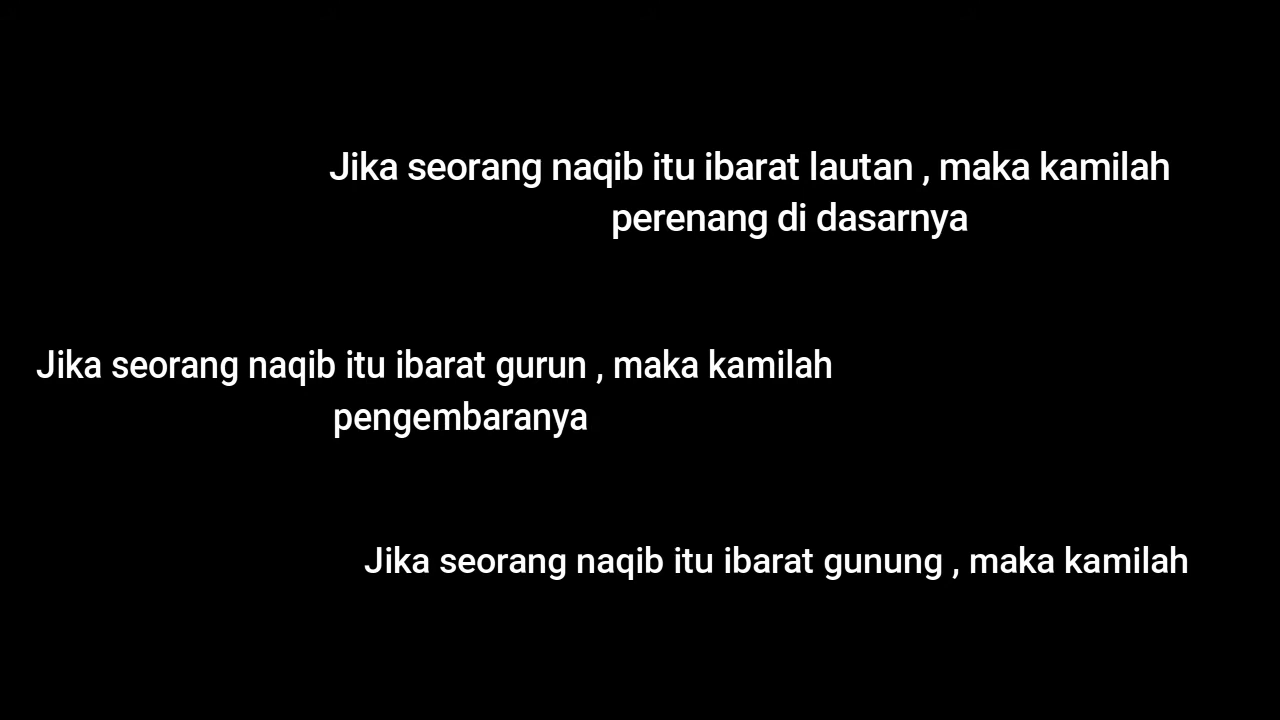 Jika seorang naqib itu ibarat lautan , maka kamilah
perenang di dasarnya
Jika seorang naqib itu ibarat gurun , maka kamilah
pengembaranya
Jika seorang naqib itu ibarat gunung , maka kamilah